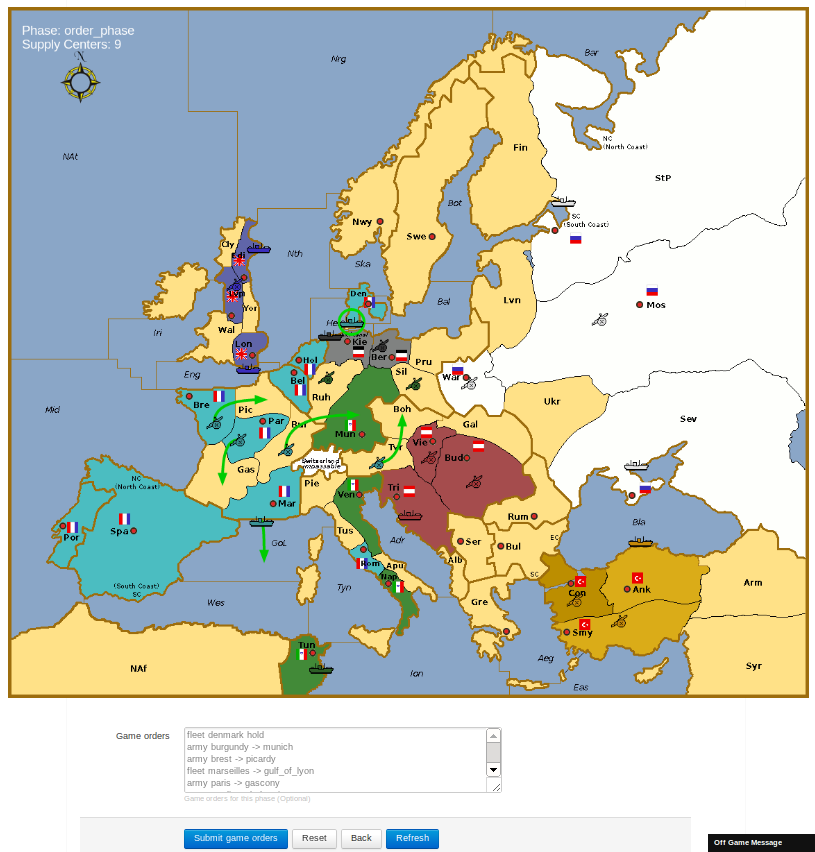 Phase: order_phase
Supply Centers: 9
N
Nrg
Bar
NAt
NC
(North Coast)
StP
Fin
Bot
SC
(South Coast)
Nwy
Swe
Cly
Edi
Nth
Ska
Lvp
Yor
Den
Bal
Lvn
Mos
Iri
Wal
Lon
Kie
Ber
Pru
Hol
Bel
Sil
War
Eng
Ruh
Mid
Bre
Pic
Par
Bur
Mun
Boh
Gal
Ukr
Sev
Tyr
Vie
Bud
Switzerland
Impassable
NC
(North Coast)
Gas
Mar
Pie
Ven
Tri
Rum
Por
Spa
GoL
Tus
Adr
Ser
Bul
EC
Bla
Rom
Apu
Alb
SC
Con
Ank
Arm
(South Coast)
SC
Nap
Wes
Tyn
Gre
Smy
NAf
Tun
Ion
Aeg
Eas
Syr
Game orders
fleet denmark hold
army burgundy -> munich
army brest -> picardy
fleet marseilles -> gulf_of_lyon
army paris -> gascony
Game orders for this phase (Optional)
Submit game orders
Reset
Back
Refresh
Off Game Message